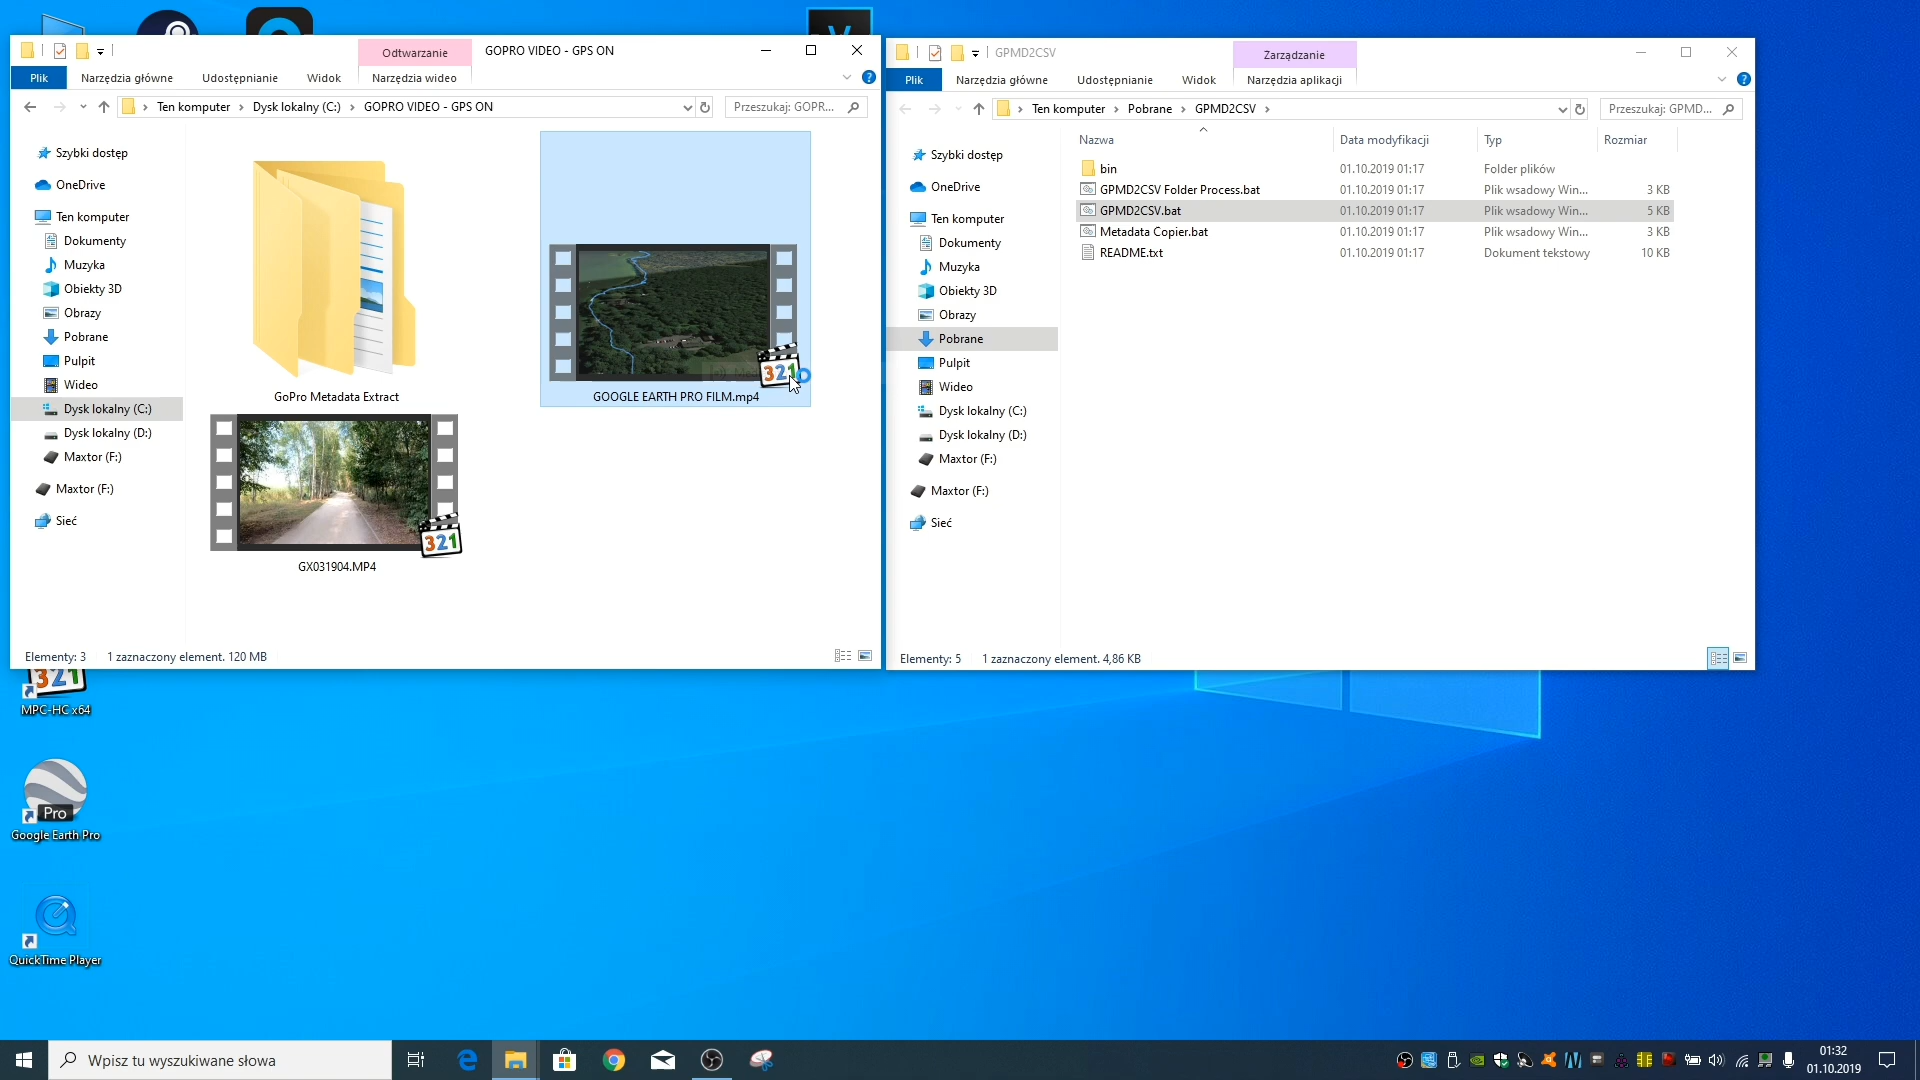 Odtwarzanie
GOPRO VIDEO - GPS ON
Plik
Narzędzia główne
Udostępnianie
Widok
Narzędzia wideo
Ten komputer
Dysk lokalny (C:)
GOPRO VIDEO - GPS ON
Przeszukaj: GOPR...
Szybki dostęp
OneDrive
Ten komputer
Dokumenty
Muzyka
Obiekty 3D
Obrazy
Pobrane
Pulpit
Wideo
Dysk lokalny (C:)
Dysk lokalny (D:)
Maxtor (F:)
Maxtor (F:)
Sieć
GoPro Metadata Extract
321
GOOGLE EARTH PRO FILM.mp4
321
GX031904.MP4
Elementy: 3
1 zaznaczony element. 120 MB
GPMD2CSV
Zarządzanie
Plik
Narzędzia główne
Udostępnianie
Widok
Narzędzia aplikacji
Ten komputer
Pobrane
GPMD2CSV
Przeszukaj: GPMD...
Szybki dostęp
OneDrive
Ten komputer
Dokumenty
Muzyka
Obiekty 3D
Obrazy
Pobrane
Pulpit
Wideo
Dysk lokalny (C:)
Dysk lokalny (D:)
Maxtor (F:)
Maxtor (F:)
Sieć
Nazwa Data modyfikacji Typ Rozmiar
bin 01.10.2019 01:17 Folder plików
GPMD2CSV Folder Process.bat 01.10.2019 01:17 Plik wsadowy Win... 3 KB
GPMD2CSV.bat 01.10.2019 01:17 Plik wsadowy Win... 5 KB
Metadata Copier.bat 01.10.2019 01:17 Plik wsadowy Win... 3 KB
README.txt 01.10.2019 01:17 Dokument tekstowy 10 KB
Elementy: 5
1 zaznaczony element. 4,86 KB
321
MPC-HC x64
Pro
Google Earth Pro
QuickTime Player
Wpisz tu wyszukiwane słowa
01:32
01.10.2019